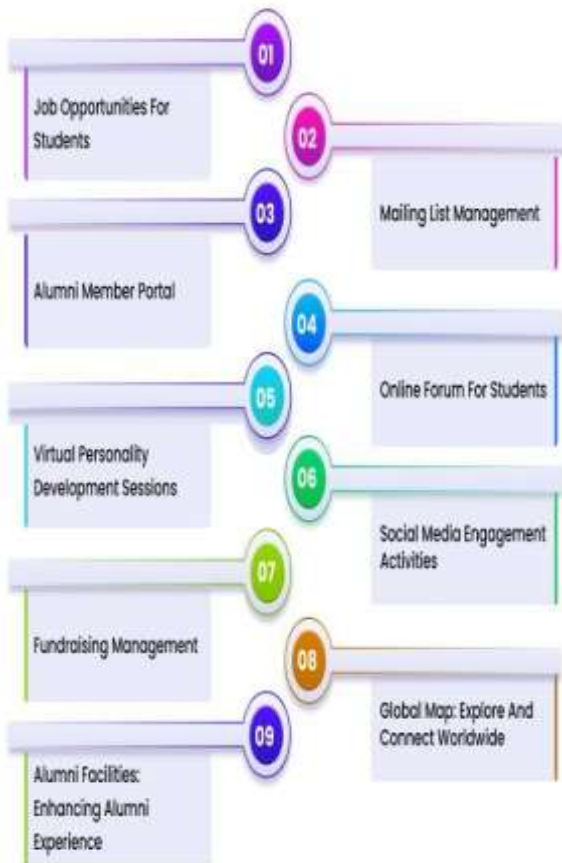 01
Job Opportunities For
Students
02
Mailing List Management
03
Alumni Member Portal
04
Online Forum For Students
05
Virtual Personality
Development Sessions
06
Social Media Engagement
Activities
07
Fundraising Management
08
Global Map: Explore And
Connect Worldwide
09
Alumni Facilities:
Enhancing Alumni
Experience